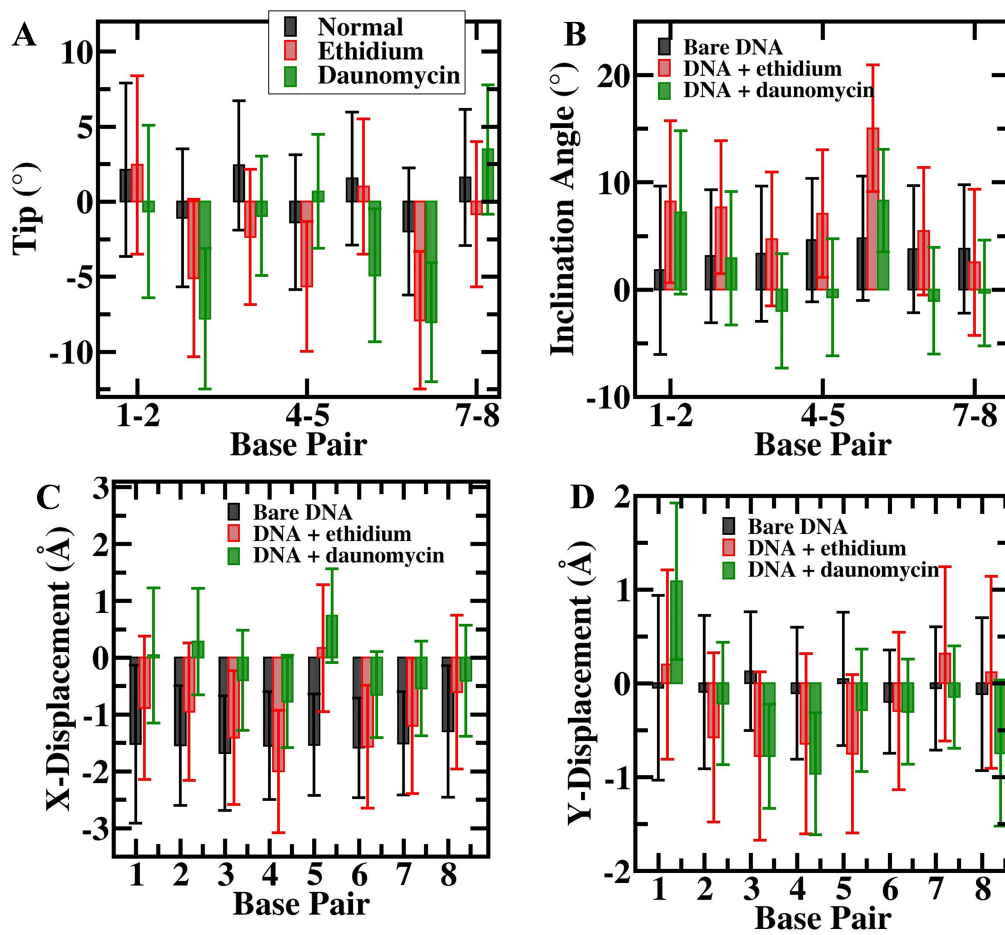 A
Normal
Ethidium
Daunomycin
10
5
0
-5
-10
Tip (°)
1-2
4-5
7-8
Base Pair
B
Bare DNA
DNA + ethidium
DNA + daunomycin
20
10
0
-10
Inclination Angle (°)
1-2
4-5
7-8
Base Pair
C
Bare DNA
DNA + ethidium
DNA + daunomycin
3
2
1
0
-1
-2
-3
X-Displacement (Å)
1 2 3 4 5 6 7 8
Base Pair
D
Bare DNA
DNA + ethidium
DNA + daunomycin
2
1
0
-1
-2
Y-Displacement (Å)
1 2 3 4 5 6 7 8
Base Pair